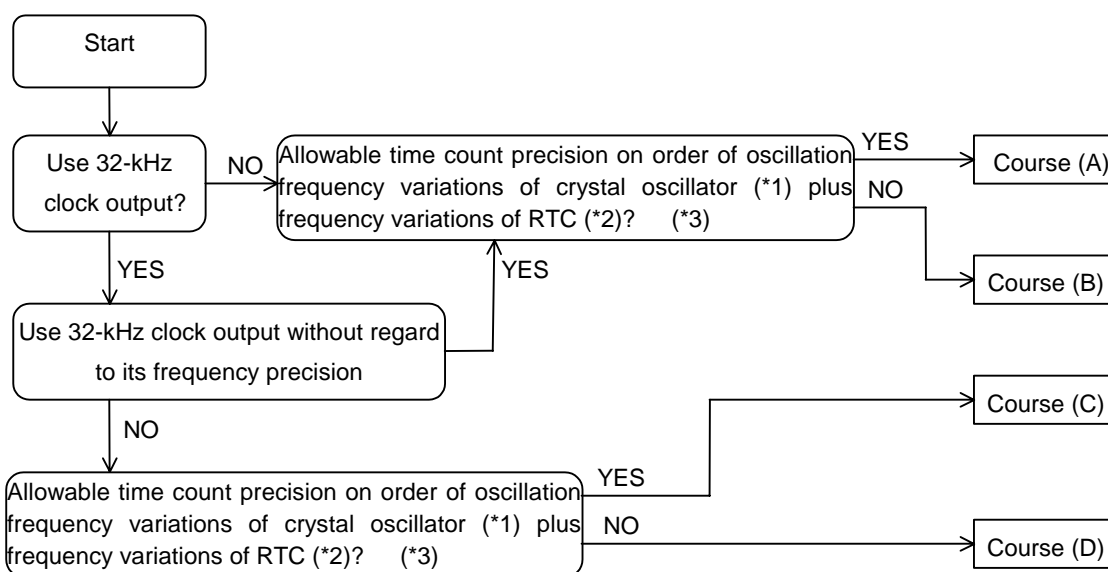 Start
Use 32-kHz
clock output?
NO
Allowable time count precision on order of oscillation
frequency variations of crystal oscillator (*1) plus
frequency variations of RTC (*2)? (*3)
YES
Course (A)
NO
Course (B)
YES
YES
Use 32-kHz clock output without regard
to its frequency precision
NO
Allowable time count precision on order of oscillation
frequency variations of crystal oscillator (*1) plus
frequency variations of RTC (*2)? (*3)
YES
Course (C)
NO
Course (D)